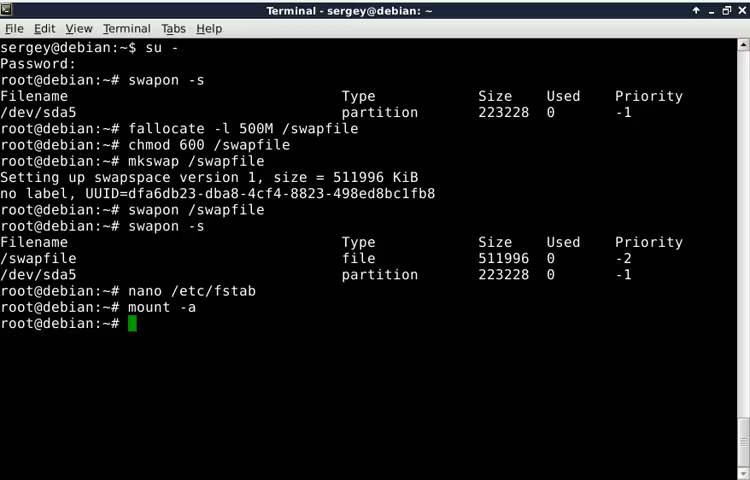 Terminal - sergey@debian: ~
File Edit View Terminal Tabs Help
sergey@debian:~$ su -
Password:
root@debian:~# swapon -s
Filename Type Size Used Priority
/dev/sda5 partition 223228 0 -1
root@debian:~# fallocate -l 500M /swapfile
root@debian:~# chmod 600 /swapfile
root@debian:~# mkswap /swapfile
Setting up swapspace version 1, size = 511996 KiB
no label, UUID=dfa6db23-dba8-4cf4-8823-498ed8bc1fb8
root@debian:~# swapon /swapfile
root@debian:~# swapon -s
Filename Type Size Used Priority
/swapfile file 511996 0 -2
/dev/sda5 partition 223228 0 -1
root@debian:~# nano /etc/fstab
root@debian:~# mount -a
root@debian:~#